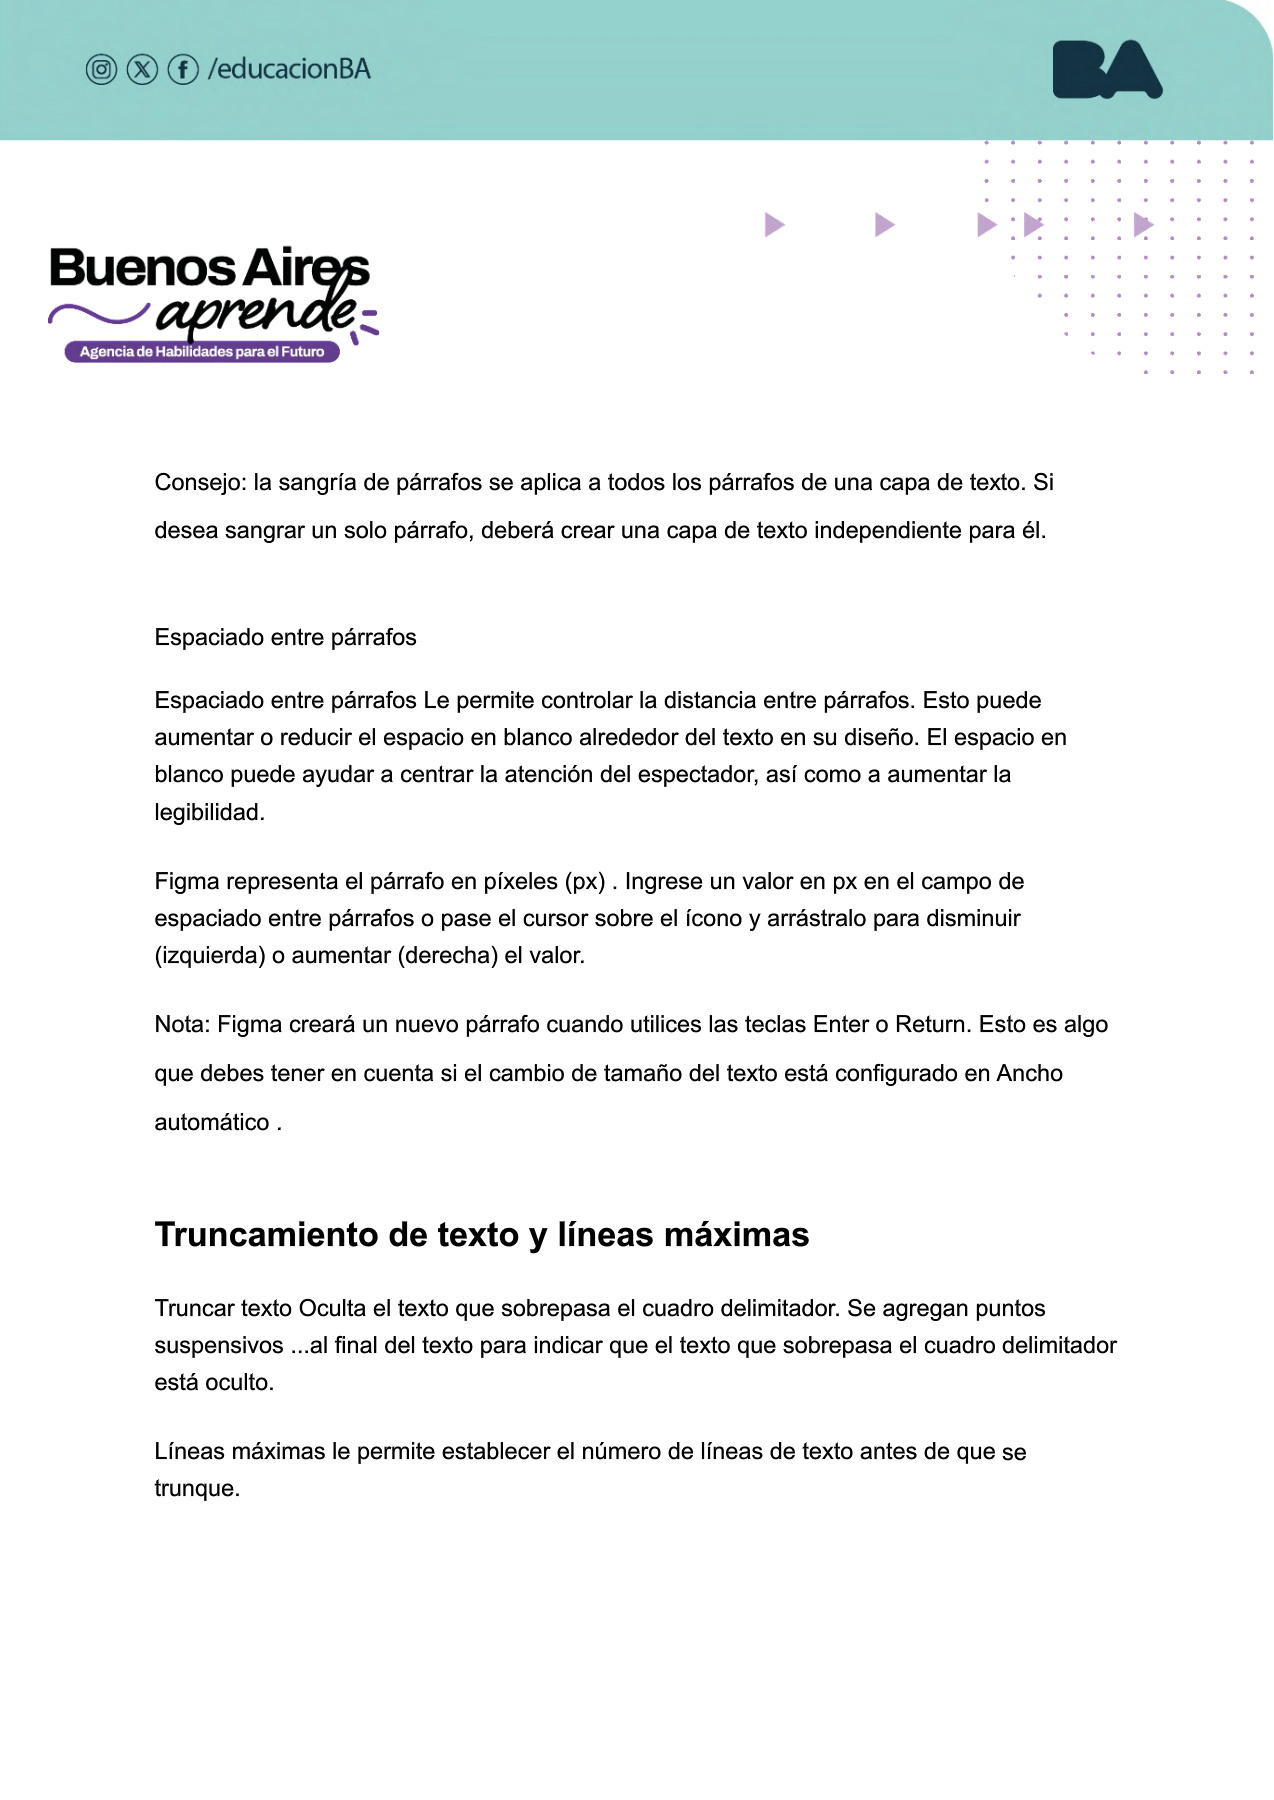 /educacionBA
BA
Buenos Aires
aprende
Agencia de Habilidades para el Futuro
Consejo: la sangría de párrafos se aplica a todos los párrafos de una capa de texto. Si
desea sangrar un solo párrafo, deberá crear una capa de texto independiente para él.
Espaciado entre párrafos
Espaciado entre párrafos Le permite controlar la distancia entre párrafos. Esto puede
aumentar o reducir el espacio en blanco alrededor del texto en su diseño. El espacio en
blanco puede ayudar a centrar la atención del espectador, así como a aumentar la
legibilidad.
Figma representa el párrafo en píxeles (px) . Ingrese un valor en px en el campo de
espaciado entre párrafos o pase el cursor sobre el ícono y arrástralo para disminuir
(izquierda) o aumentar (derecha) el valor.
Nota: Figma creará un nuevo párrafo cuando utilices las teclas Enter o Return. Esto es algo
que debes tener en cuenta si el cambio de tamaño del texto está configurado en Ancho
automático .
Truncamiento de texto y líneas máximas
Truncar texto Oculta el texto que sobrepasa el cuadro delimitador. Se agregan puntos
suspensivos ...al final del texto para indicar que el texto que sobrepasa el cuadro delimitador
está oculto.
Líneas máximas le permite establecer el número de líneas de texto antes de que se
trunque.